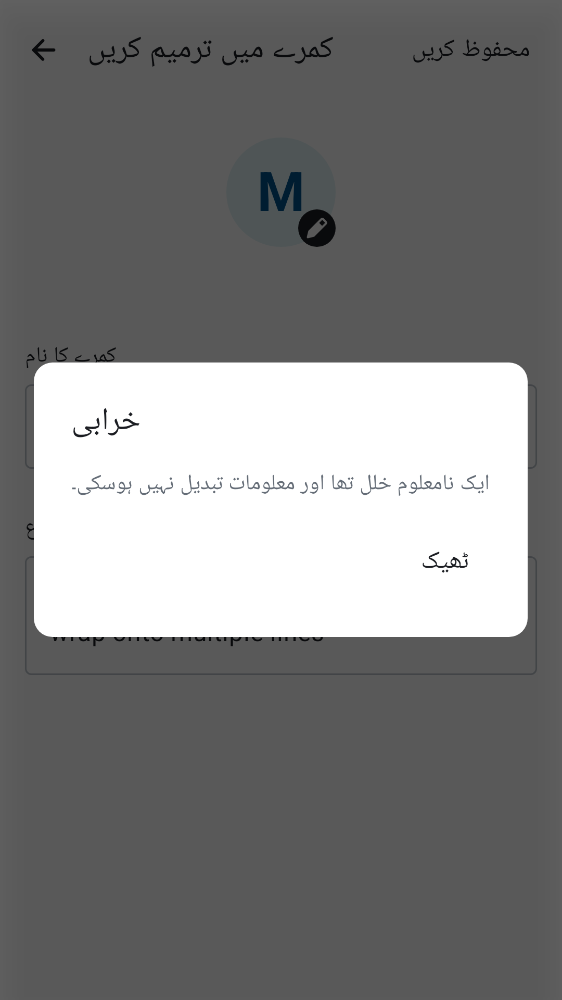 کمرے میں ترمیم کریں
محفوظ کریں
M
کمرے کا نام
خرابی
ایک نامعلوم خلل تھا اور معلومات تبدیل نہیں ہوسکی۔
ٹھیک
wrap onto multiple lines